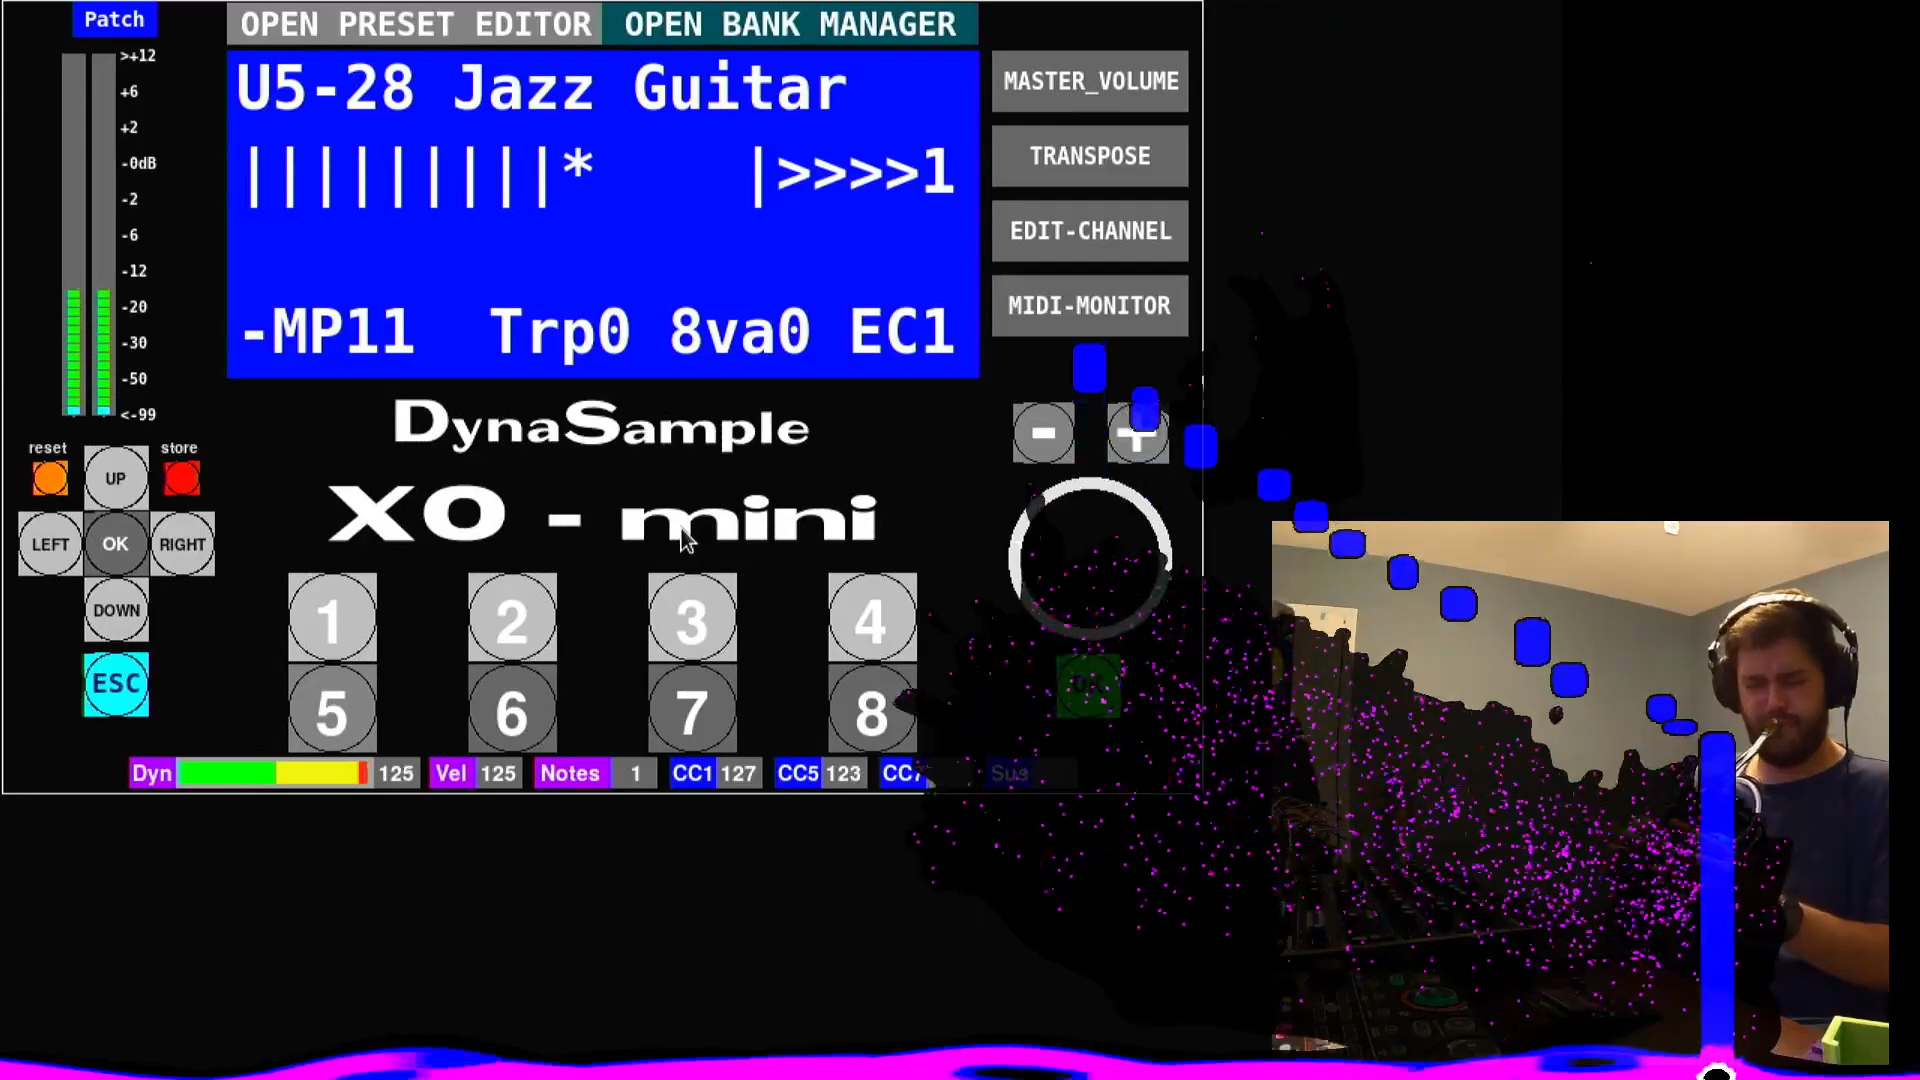 Patch
OPEN PRESET EDITOR
OPEN BANK MANAGER
>+12
+6
+2
-0dB
-2
-6
-12
-20
-30
-50
<-99
U5-28 Jazz Guitar
|||||||||* |>>>>1
-MP11 Trp0 8va0 EC1
MASTER_VOLUME
TRANSPOSE
EDIT-CHANNEL
MIDI-MONITOR
DynaSample
XO - mini
- +
reset
store
UP
LEFT OK RIGHT
DOWN
ESC
1 2 3 4
5 6 7 8
OK
Dyn 125 Vel 125 Notes 1 CC1 127 CC5 123 CC7 Sus